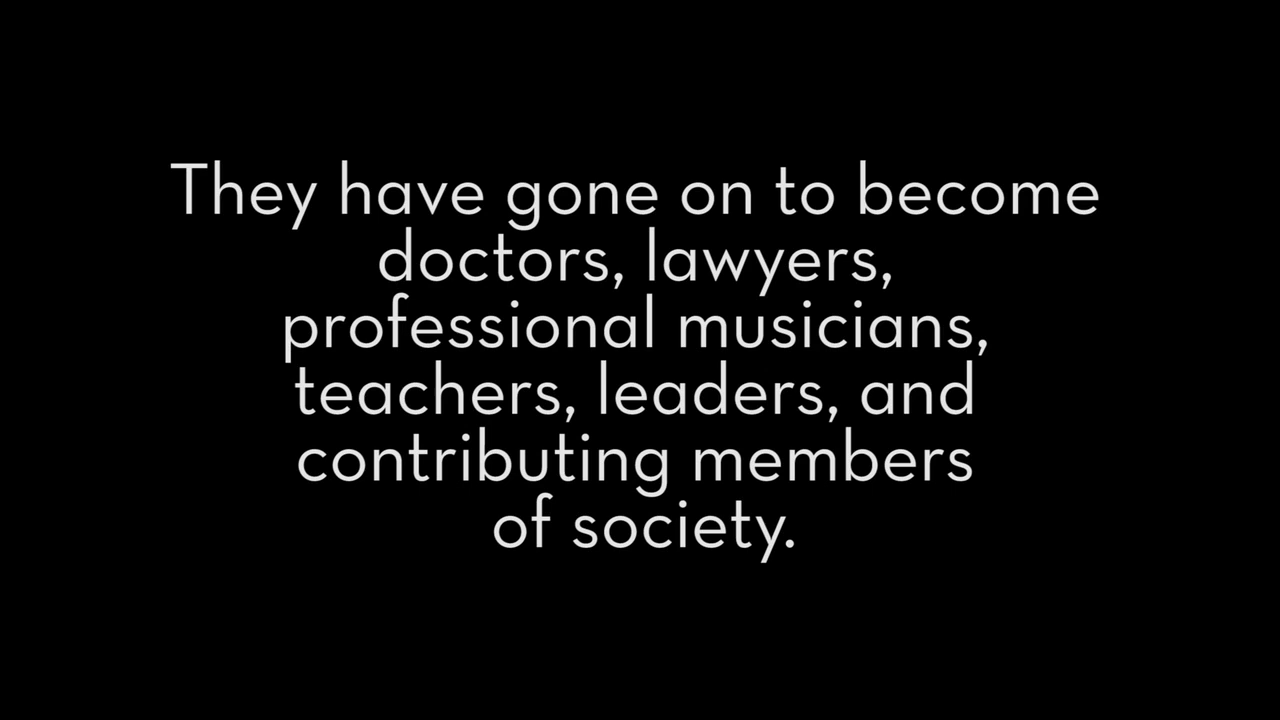 They have gone on to become
doctors, lawyers,
professional musicians,
teachers, leaders, and
contributing members
of society.